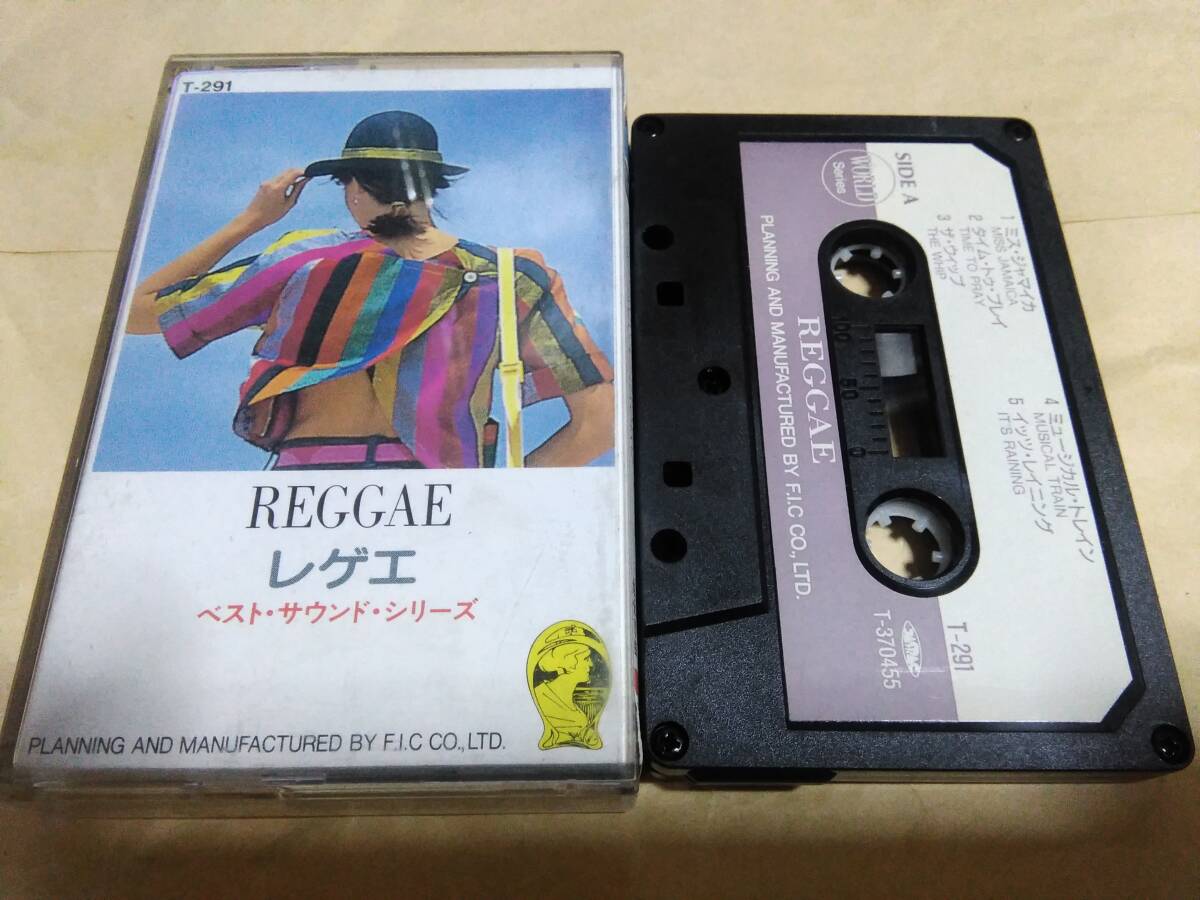 T-291
REGGAE
レゲエ
ベスト・サウンド・シリーズ
PLANNING AND MANUFACTURED BY F.I.C CO.,LTD.
SIDE A
WORLD
Series
1 ミス・ジャマイカ
MISS JAMAICA
2 タイム・トゥ・プレイ
TIME TO PRAY
3 ザ・ウィップ
THE WHIP
4 ミュージカル・トレイン
MUSICAL TRAIN
5 イッツ・レイニング
IT'S RAINING
REGGAE
PLANNING AND MANUFACTURED BY F.I.C CO., LTD.
100 50 0
T-291
T-370455